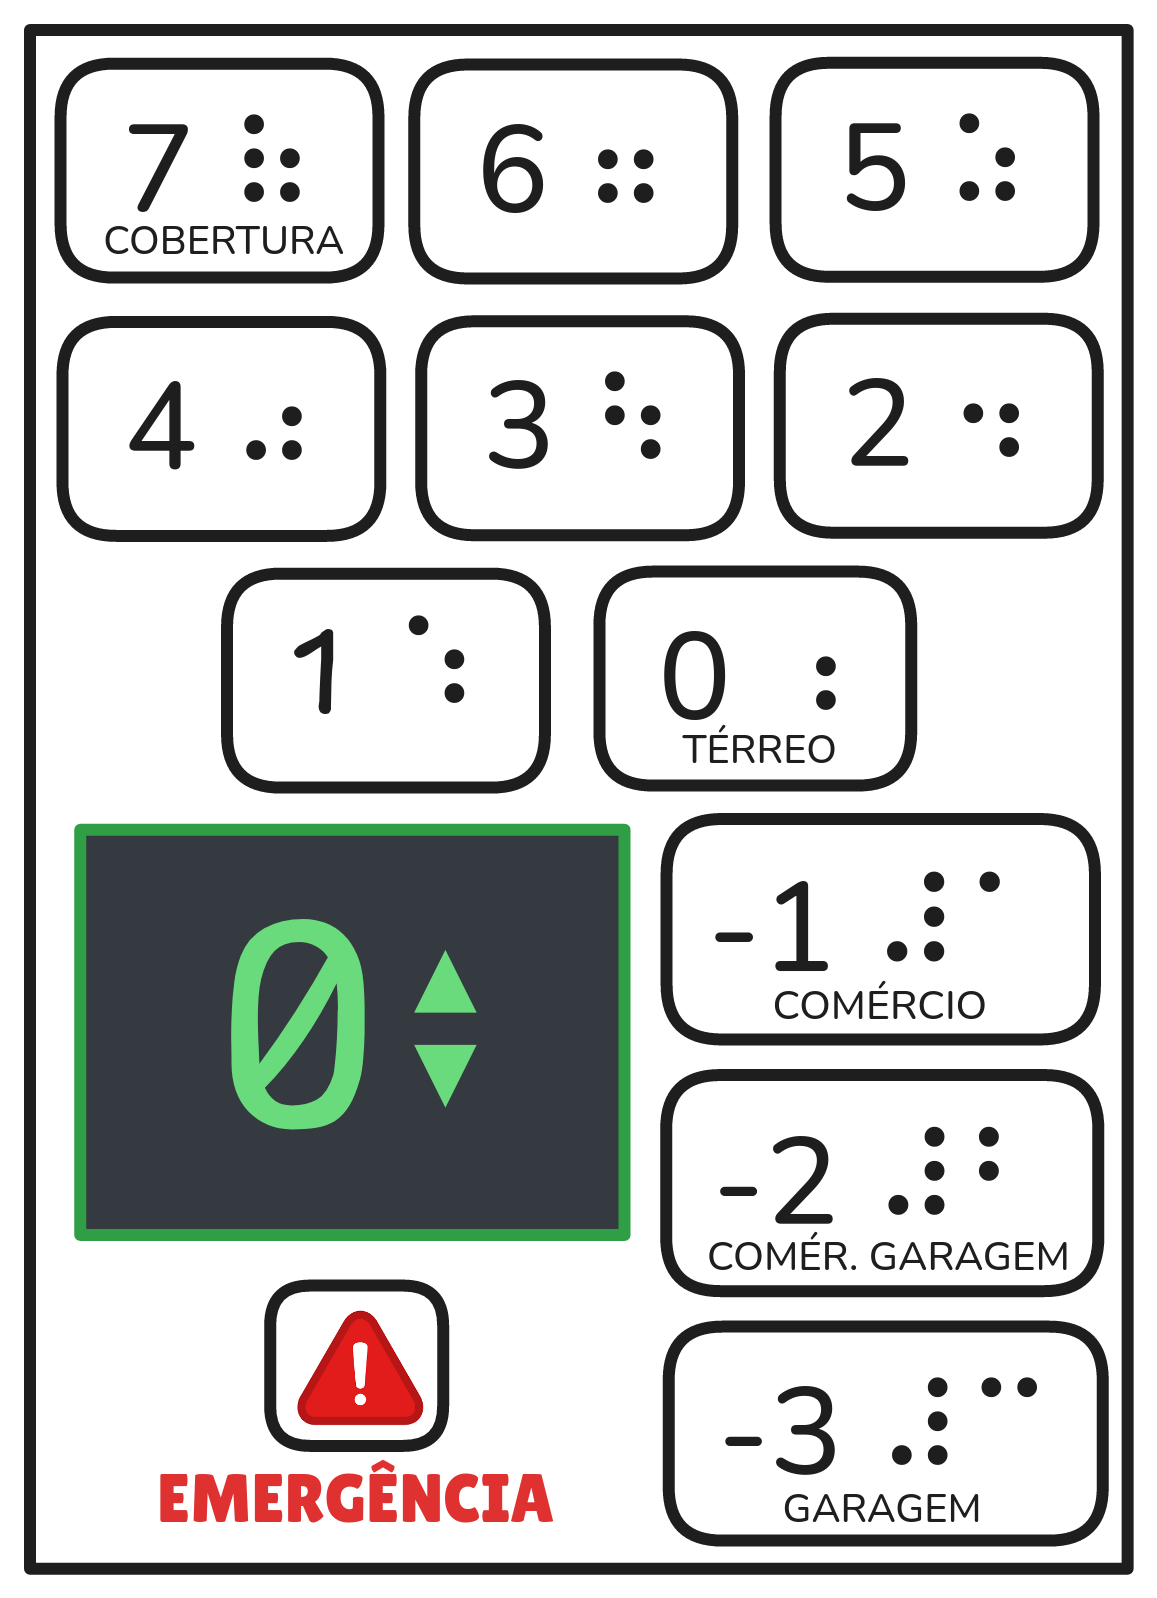 7 ⠷
COBERTURA
6 ⠶
5 ⠵
4 ⠴
3 ⠳
2 ⠲
1 ⠱
0 ⠰
TÉRREO
0 ▲▼
-1 ⠼⠁
COMÉRCIO
-2 ⠼⠃
COMÉR. GARAGEM
-3 ⠼⠉
GARAGEM
!
EMERGÊNCIA